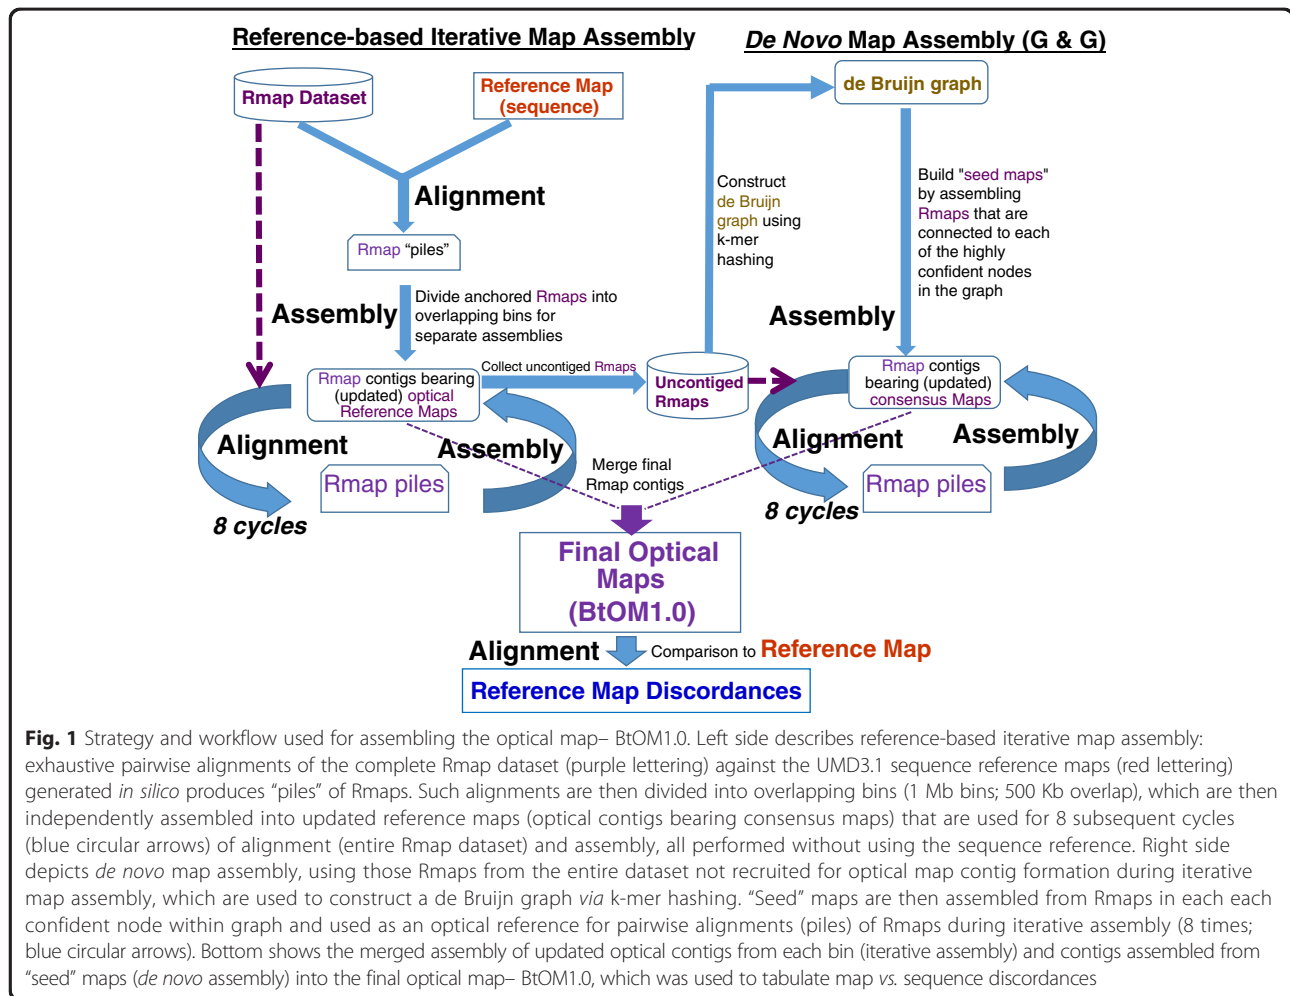 Reference-based Iterative Map Assembly
De Novo Map Assembly (G & G)
Rmap Dataset
Reference Map
(sequence)
Alignment
Rmap “piles”
Assembly
Divide anchored Rmaps into
overlapping bins for
separate assemblies
Rmap contigs bearing
(updated) optical
Reference Maps
Collect uncontiged Rmaps
Uncontiged
Rmaps
Alignment
Assembly
Rmap piles
8 cycles
de Bruijn graph
Construct
de Bruijn
graph using
k-mer
hashing
Build "seed maps"
by assembling
Rmaps that are
connected to each
of the highly
confident nodes
in the graph
Assembly
Rmap contigs
bearing (updated)
consensus Maps
Alignment
Assembly
Rmap piles
8 cycles
Merge final
Rmap contigs
Final Optical
Maps
(BtOM1.0)
Alignment
Comparison to Reference Map
Reference Map Discordances
Fig. 1 Strategy and workflow used for assembling the optical map– BtOM1.0. Left side describes reference-based iterative map assembly:
exhaustive pairwise alignments of the complete Rmap dataset (purple lettering) against the UMD3.1 sequence reference maps (red lettering)
generated in silico produces “piles” of Rmaps. Such alignments are then divided into overlapping bins (1 Mb bins; 500 Kb overlap), which are then
independently assembled into updated reference maps (optical contigs bearing consensus maps) that are used for 8 subsequent cycles
(blue circular arrows) of alignment (entire Rmap dataset) and assembly, all performed without using the sequence reference. Right side
depicts de novo map assembly, using those Rmaps from the entire dataset not recruited for optical map contig formation during iterative
map assembly, which are used to construct a de Bruijn graph via k-mer hashing. “Seed” maps are then assembled from Rmaps in each each
confident node within graph and used as an optical reference for pairwise alignments (piles) of Rmaps during iterative assembly (8 times;
blue circular arrows). Bottom shows the merged assembly of updated optical contigs from each bin (iterative assembly) and contigs assembled from
“seed” maps (de novo assembly) into the final optical map– BtOM1.0, which was used to tabulate map vs. sequence discordances